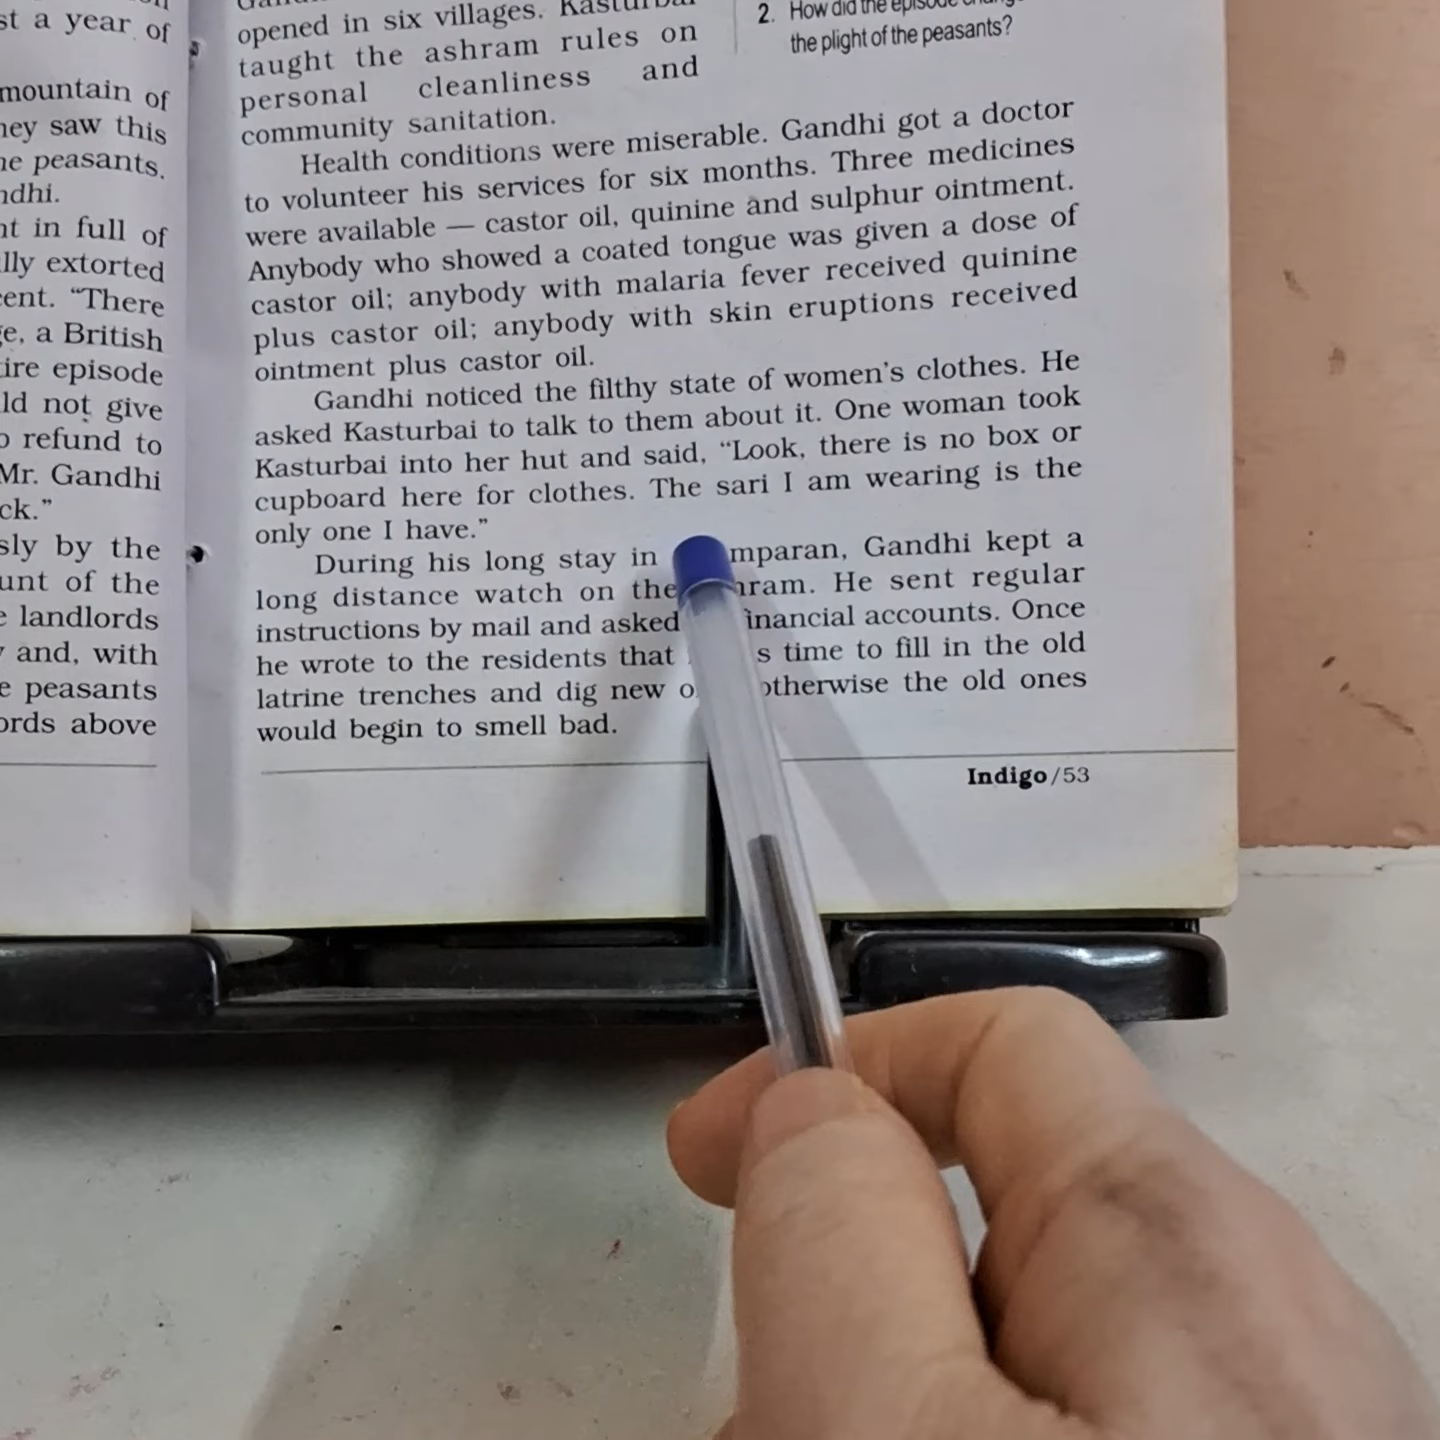 st a year of
mountain of
hey saw this
he peasants.
ndhi.
nt in full of
lly extorted
cent. “There
ge, a British
tire episode
ld not give
o refund to
Mr. Gandhi
ck.”
sly by the
unt of the
e landlords
y and, with
e peasants
ords above
opened in six villages. Kasturbai
taught the ashram rules on
personal cleanliness and
community sanitation.
2. How did the episode
the plight of the peasants?
Health conditions were miserable. Gandhi got a doctor
to volunteer his services for six months. Three medicines
were available — castor oil, quinine and sulphur ointment.
Anybody who showed a coated tongue was given a dose of
castor oil; anybody with malaria fever received quinine
plus castor oil; anybody with skin eruptions received
ointment plus castor oil.
Gandhi noticed the filthy state of women’s clothes. He
asked Kasturbai to talk to them about it. One woman took
Kasturbai into her hut and said, “Look, there is no box or
cupboard here for clothes. The sari I am wearing is the
only one I have.”
During his long stay in mparan, Gandhi kept a
long distance watch on the hram. He sent regular
instructions by mail and asked inancial accounts. Once
he wrote to the residents that s time to fill in the old
latrine trenches and dig new o otherwise the old ones
would begin to smell bad.
Indigo/53